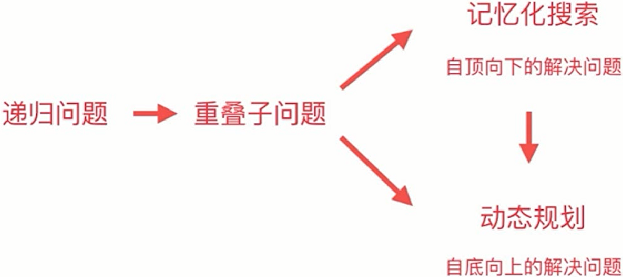 记忆化搜索
自顶向下的解决问题
递归问题
重叠子问题
动态规划
自底向上的解决问题